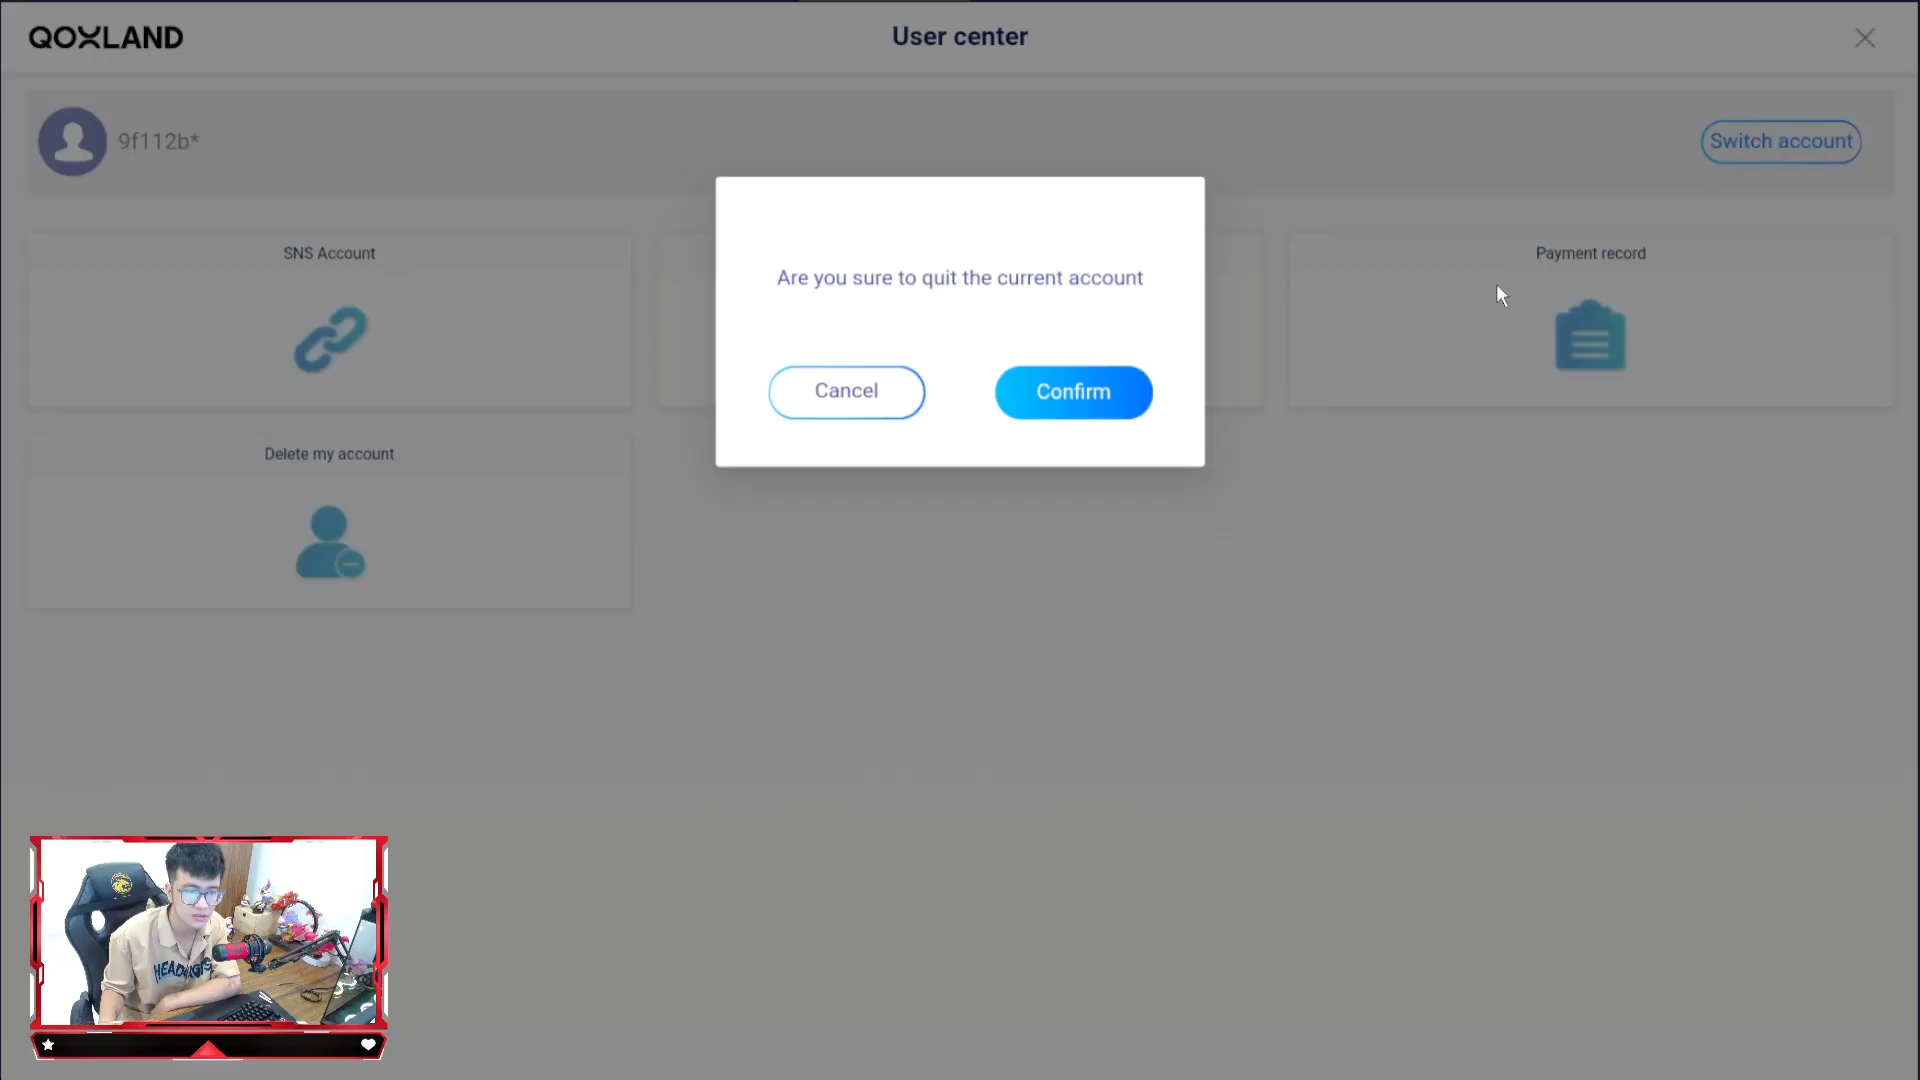 QOXLAND
User center
9f112b*
Switch account
SNS Account
Payment record
Are you sure to quit the current account
Cancel
Confirm
Delete my account